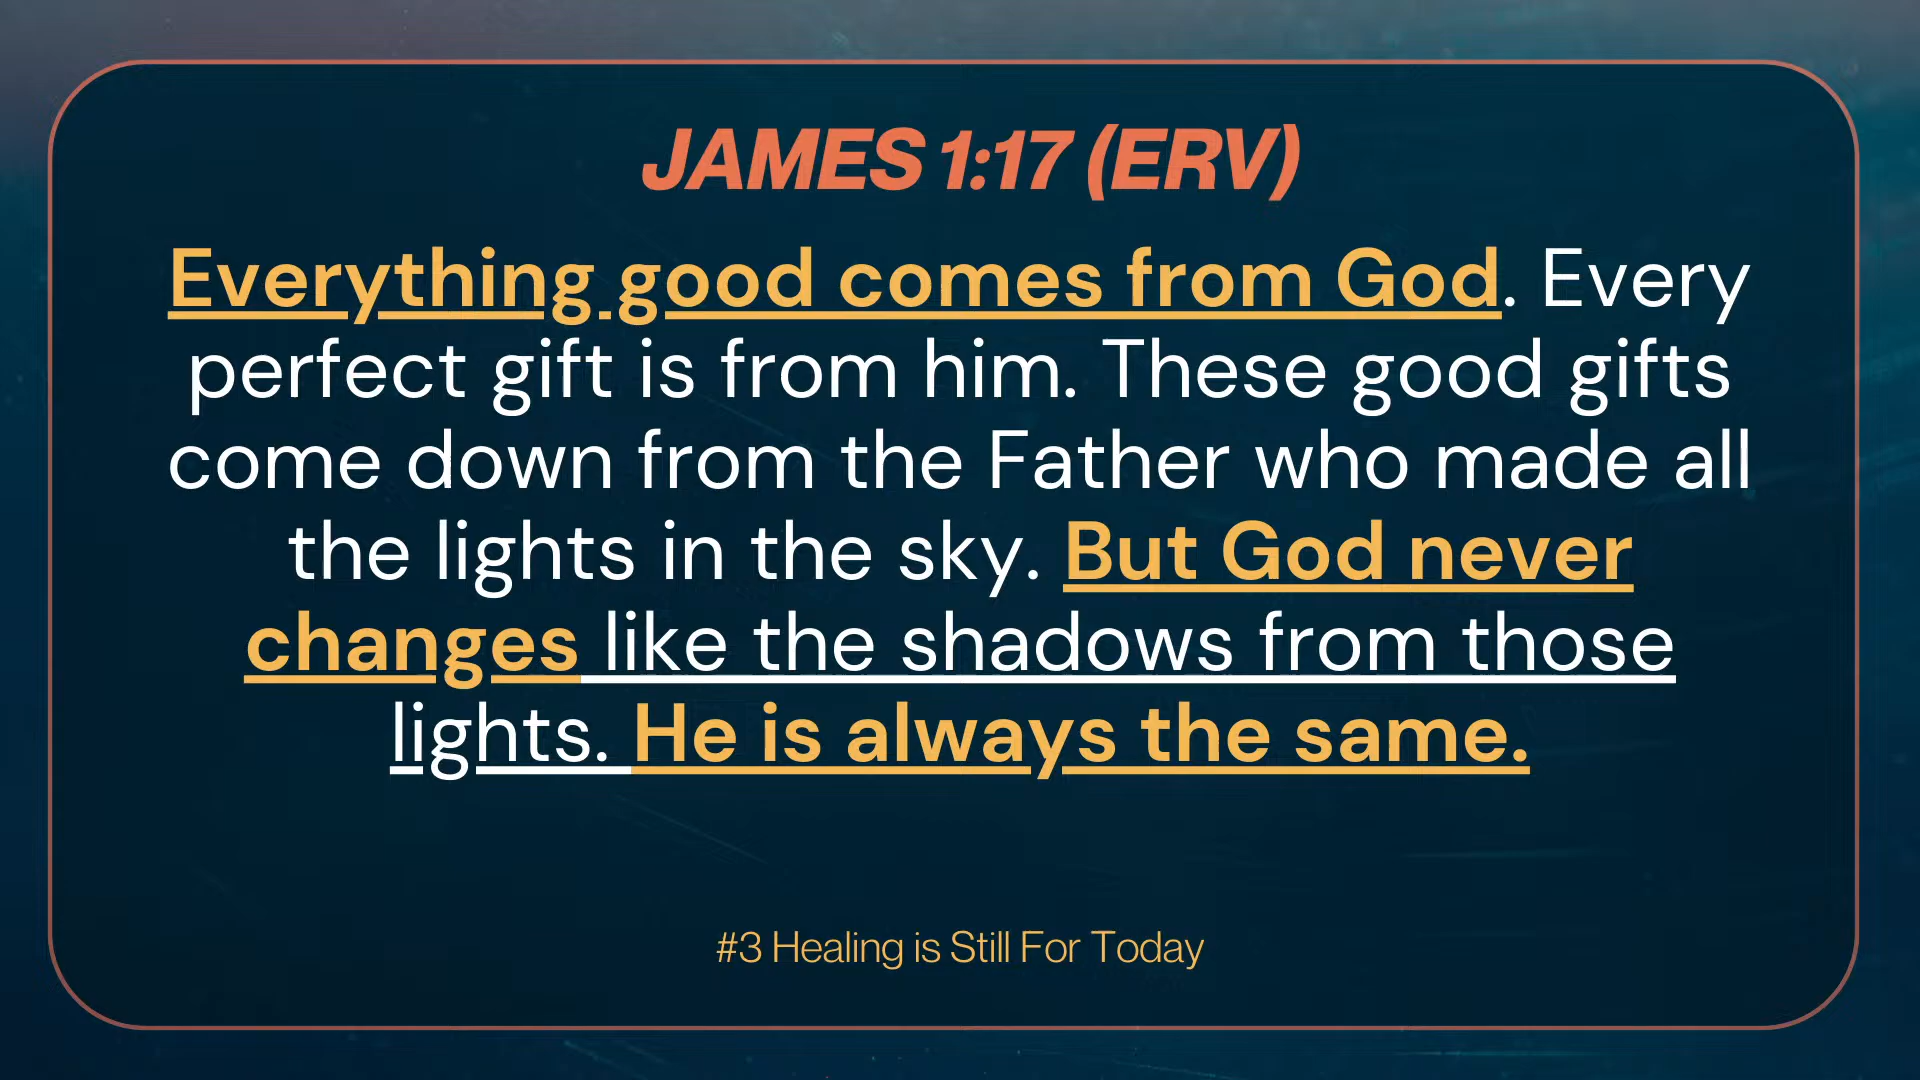 JAMES 1:17 (ERV)
Everything good comes from God. Every
perfect gift is from him. These good gifts
come down from the Father who made all
the lights in the sky. But God never
changes like the shadows from those
lights. He is always the same.
#3 Healing is Still For Today